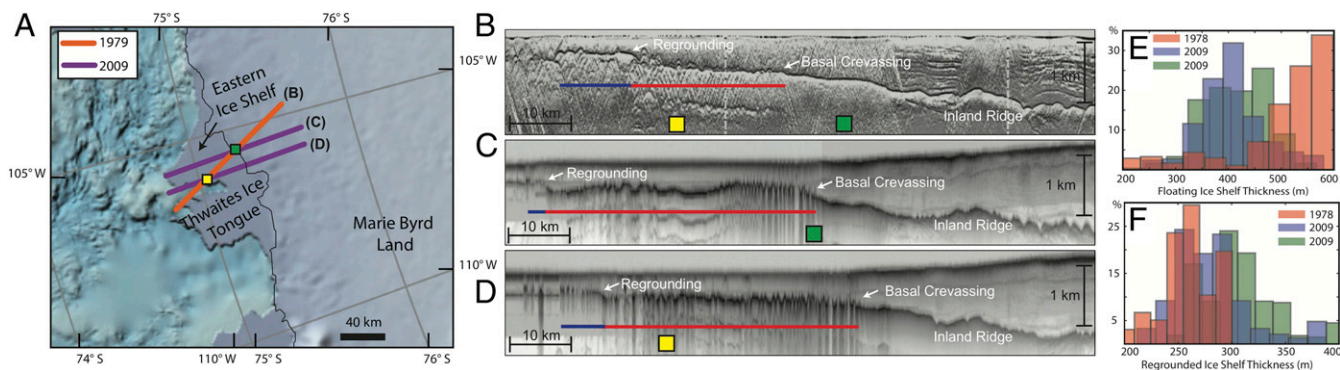 A
75° S
76° S
1979
2009
Eastern
Ice Shelf
(B)
(C)
(D)
105° W
Thwaites Ice
Tongue
Marie Byrd
Land
40 km
74° S
110° W
75° S
76° S
105° W
110° W
B
Regrounding
Basal Crevassing
1 km
10 km
Inland Ridge
C
Regrounding
Basal Crevassing
1 km
10 km
Inland Ridge
D
Regrounding
Basal Crevassing
1 km
10 km
Inland Ridge
E
%
1978
2009
2009
30
20
10
200
300
400
500
600
Floating Ice Shelf Thickness (m)
F
%
1978
2009
2009
25
15
5
200
250
300
350
400
Regrounded Ice Shelf Thickness (m)